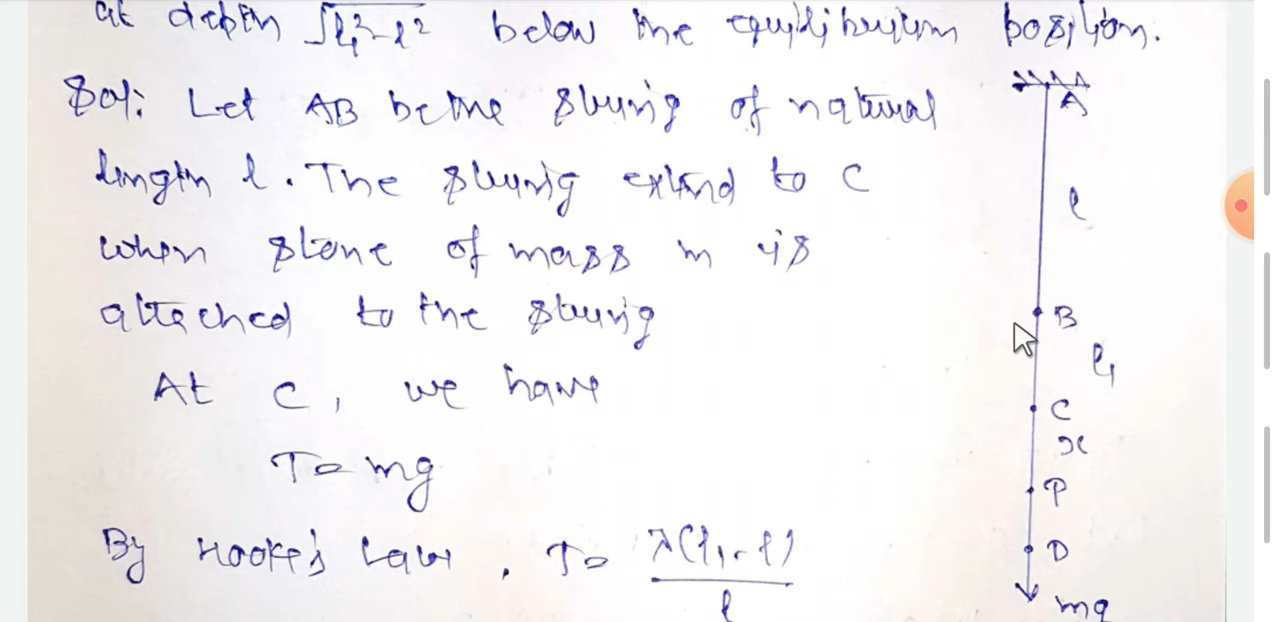 at depth √l₁²-l² below the equilibrium position.
Sol: Let AB be the string of natural
length l. The string extend to C
when stone of mass m is
attached to the string
At C, we have
T = mg
By Hooke's Law, T = λ(l₁-l)/l
A
l
B
l₁
C
x
P
D
mg